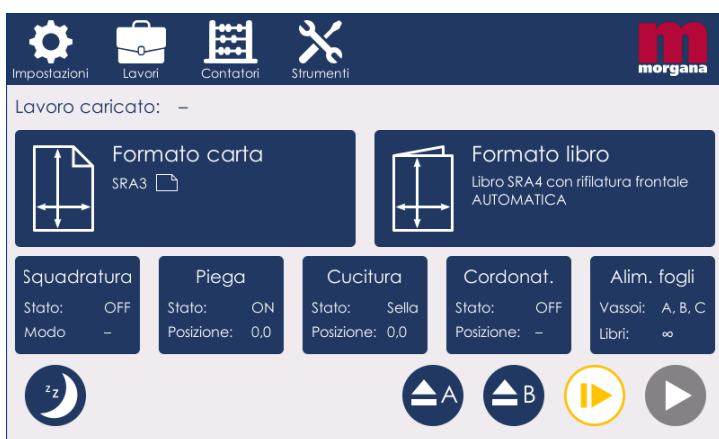 Impostazioni Lavori Contatori Strumenti
morgana
Lavoro caricato: –
Formato carta
SRA3
Formato libro
Libro SRA4 con rifilatura frontale
AUTOMATICA
Squadratura
Stato: OFF
Modo –
Piega
Stato: ON
Posizione: 0,0
Cucitura
Stato: Sella
Posizione: 0,0
Cordonat.
Stato: OFF
Posizione: –
Alim. fogli
Vassoi: A, B, C
Libri: ∞
zz
A
B